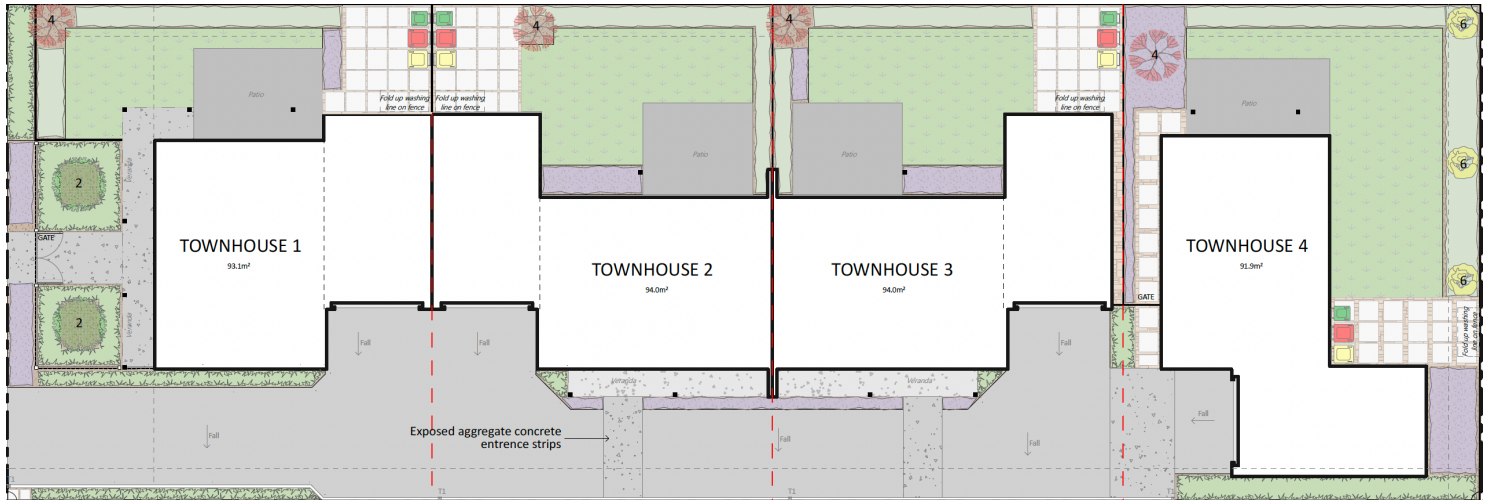 4
4
4
4
6
Fold up washing
line on fence
Fold up washing
line on fence
Fold up washing
line on fence
Patio
Patio
Patio
Patio
2
Veranda
6
GATE
TOWNHOUSE 1
93.1m²
TOWNHOUSE 2
94.0m²
TOWNHOUSE 3
94.0m²
TOWNHOUSE 4
91.9m²
GATE
6
2
Veranda
Fall
Fall
Fall
Fold up washing
line on fence
Veranda
Veranda
Fall
Fall
Exposed aggregate concrete
entrence strips
Fall
Fall
T1
T1
T1